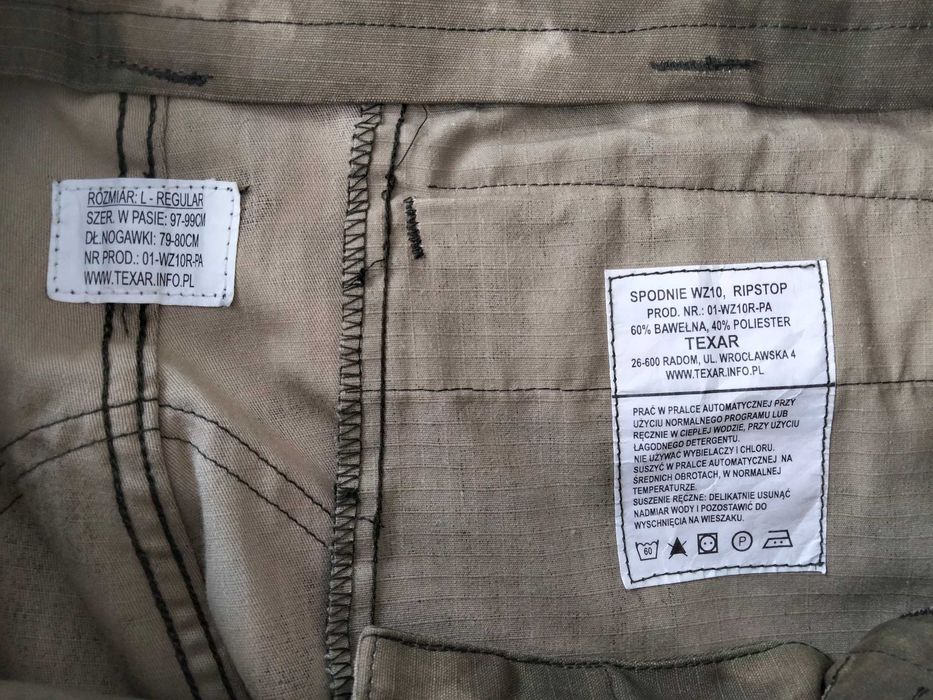 ROZMIAR: L - REGULAR
SZER. W PASIE: 97-99CM
DŁ.NOGAWKI: 79-80CM
NR PROD.: 01-WZ10R-PA
WWW.TEXAR.INFO.PL
SPODNIE WZ10, RIPSTOP
PROD. NR.: 01-WZ10R-PA
60% BAWEŁNA, 40% POLIESTER
TEXAR
26-600 RADOM, UL. WROCŁAWSKA 4
WWW.TEXAR.INFO.PL
PRAĆ W PRALCE AUTOMATYCZNEJ PRZY
UŻYCIU NORMALNEGO PROGRAMU LUB
RĘCZNIE W CIEPŁEJ WODZIE, PRZY UŻYCIU
ŁAGODNEGO DETERGENTU.
NIE UŻYWAĆ WYBIELACZY I CHLORU.
SUSZYĆ W PRALCE AUTOMATYCZNEJ NA
ŚREDNICH OBROTACH, W NORMALNEJ
TEMPERATURZE.
SUSZENIE RĘCZNE: DELIKATNIE USUNĄĆ
NADMIAR WODY I POZOSTAWIĆ DO
WYSCHNIĘCIA NA WIESZAKU.
60 P